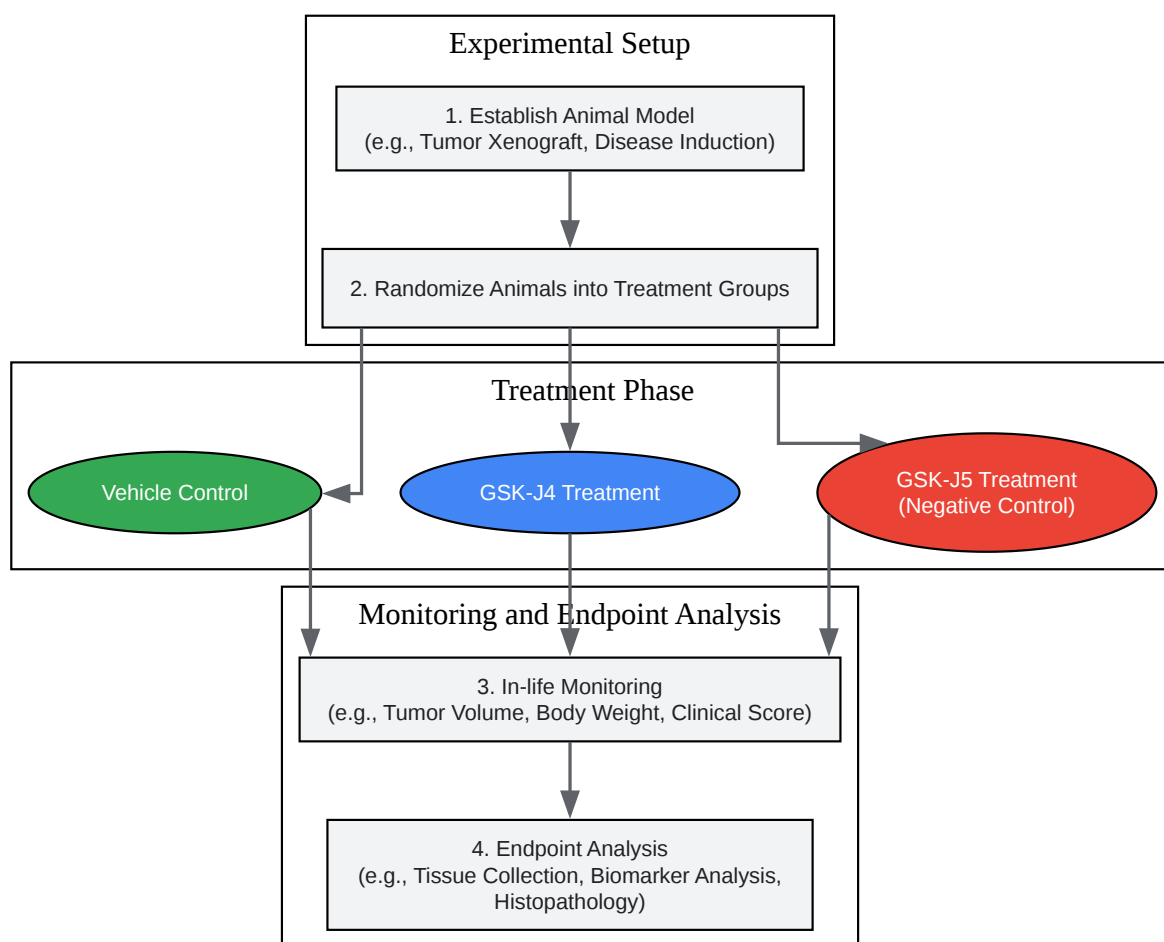 Experimental Setup
1. Establish Animal Model
(e.g., Tumor Xenograft, Disease Induction)
2. Randomize Animals into Treatment Groups
Treatment Phase
Vehicle Control
GSK-J4 Treatment
GSK-J5 Treatment
(Negative Control)
Monitoring and Endpoint Analysis
3. In-life Monitoring
(e.g., Tumor Volume, Body Weight, Clinical Score)
4. Endpoint Analysis
(e.g., Tissue Collection, Biomarker Analysis,
Histopathology)